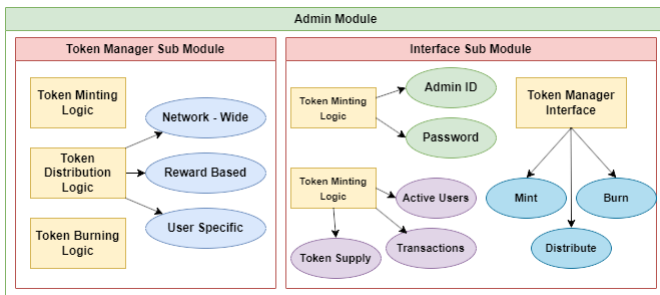 Admin Module
Token Manager Sub Module
Token Minting
Logic
Token
Distribution Logic
Token Burning
Logic
Network - Wide
Reward Based
User Specific
Interface Sub Module
Token Minting
Logic
Admin ID
Password
Token Minting
Logic
Active Users
Transactions
Token Supply
Token Manager
Interface
Mint
Burn
Distribute